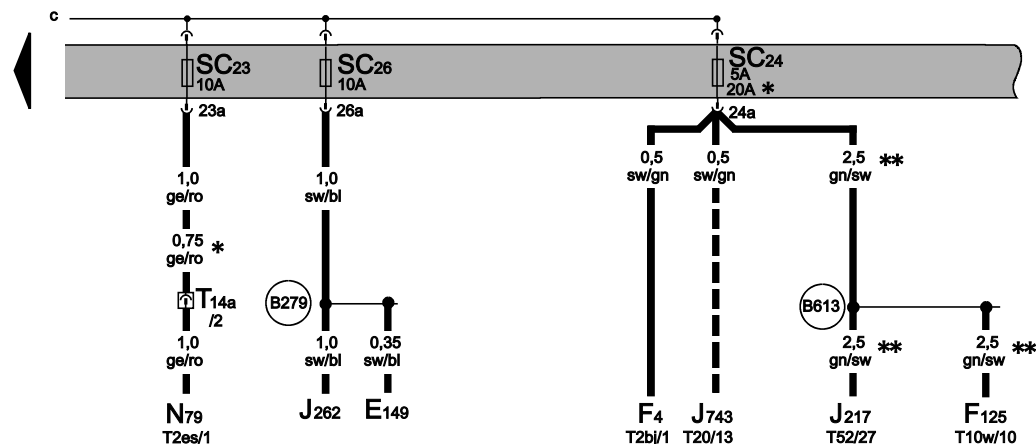 c
SC23
10A
SC26
10A
SC24
5A
20A *
23a
26a
24a
1,0
ge/ro
1,0
sw/bl
0,5
sw/gn
0,5
sw/gn
2,5
gn/sw **
0,75
ge/ro *
T14a
/2
B279
B613
1,0
ge/ro
1,0
sw/bl
0,35
sw/bl
2,5
gn/sw **
2,5
gn/sw **
N79
T2es/1
J262
E149
F4
T2bj/1
J743
T20/13
J217
T52/27
F125
T10w/10